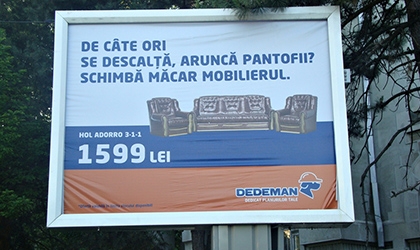 DE CÂTE ORI
SE DESCALȚĂ, ARUNCĂ PANTOFII?
SCHIMBĂ MĂCAR MOBILIERUL.
HOL ADORRO 3-1-1
1599 LEI
DEDEMAN
DEDICAT PLANURILOR TALE